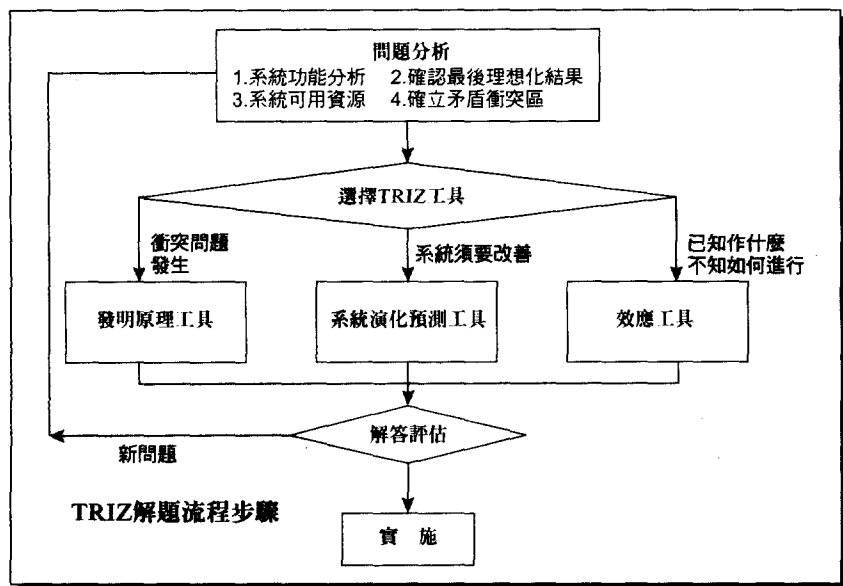 問題分析
1.系統功能分析 2.確認最後理想化結果
3.系統可用資源 4.確立矛盾衝突區
選擇TRIZ工具
衝突問題
發生
系統須要改善
已知作什麼
不知如何進行
發明原理工具
系統演化預測工具
效應工具
解答評估
新問題
TRIZ解題流程步驟
實 施